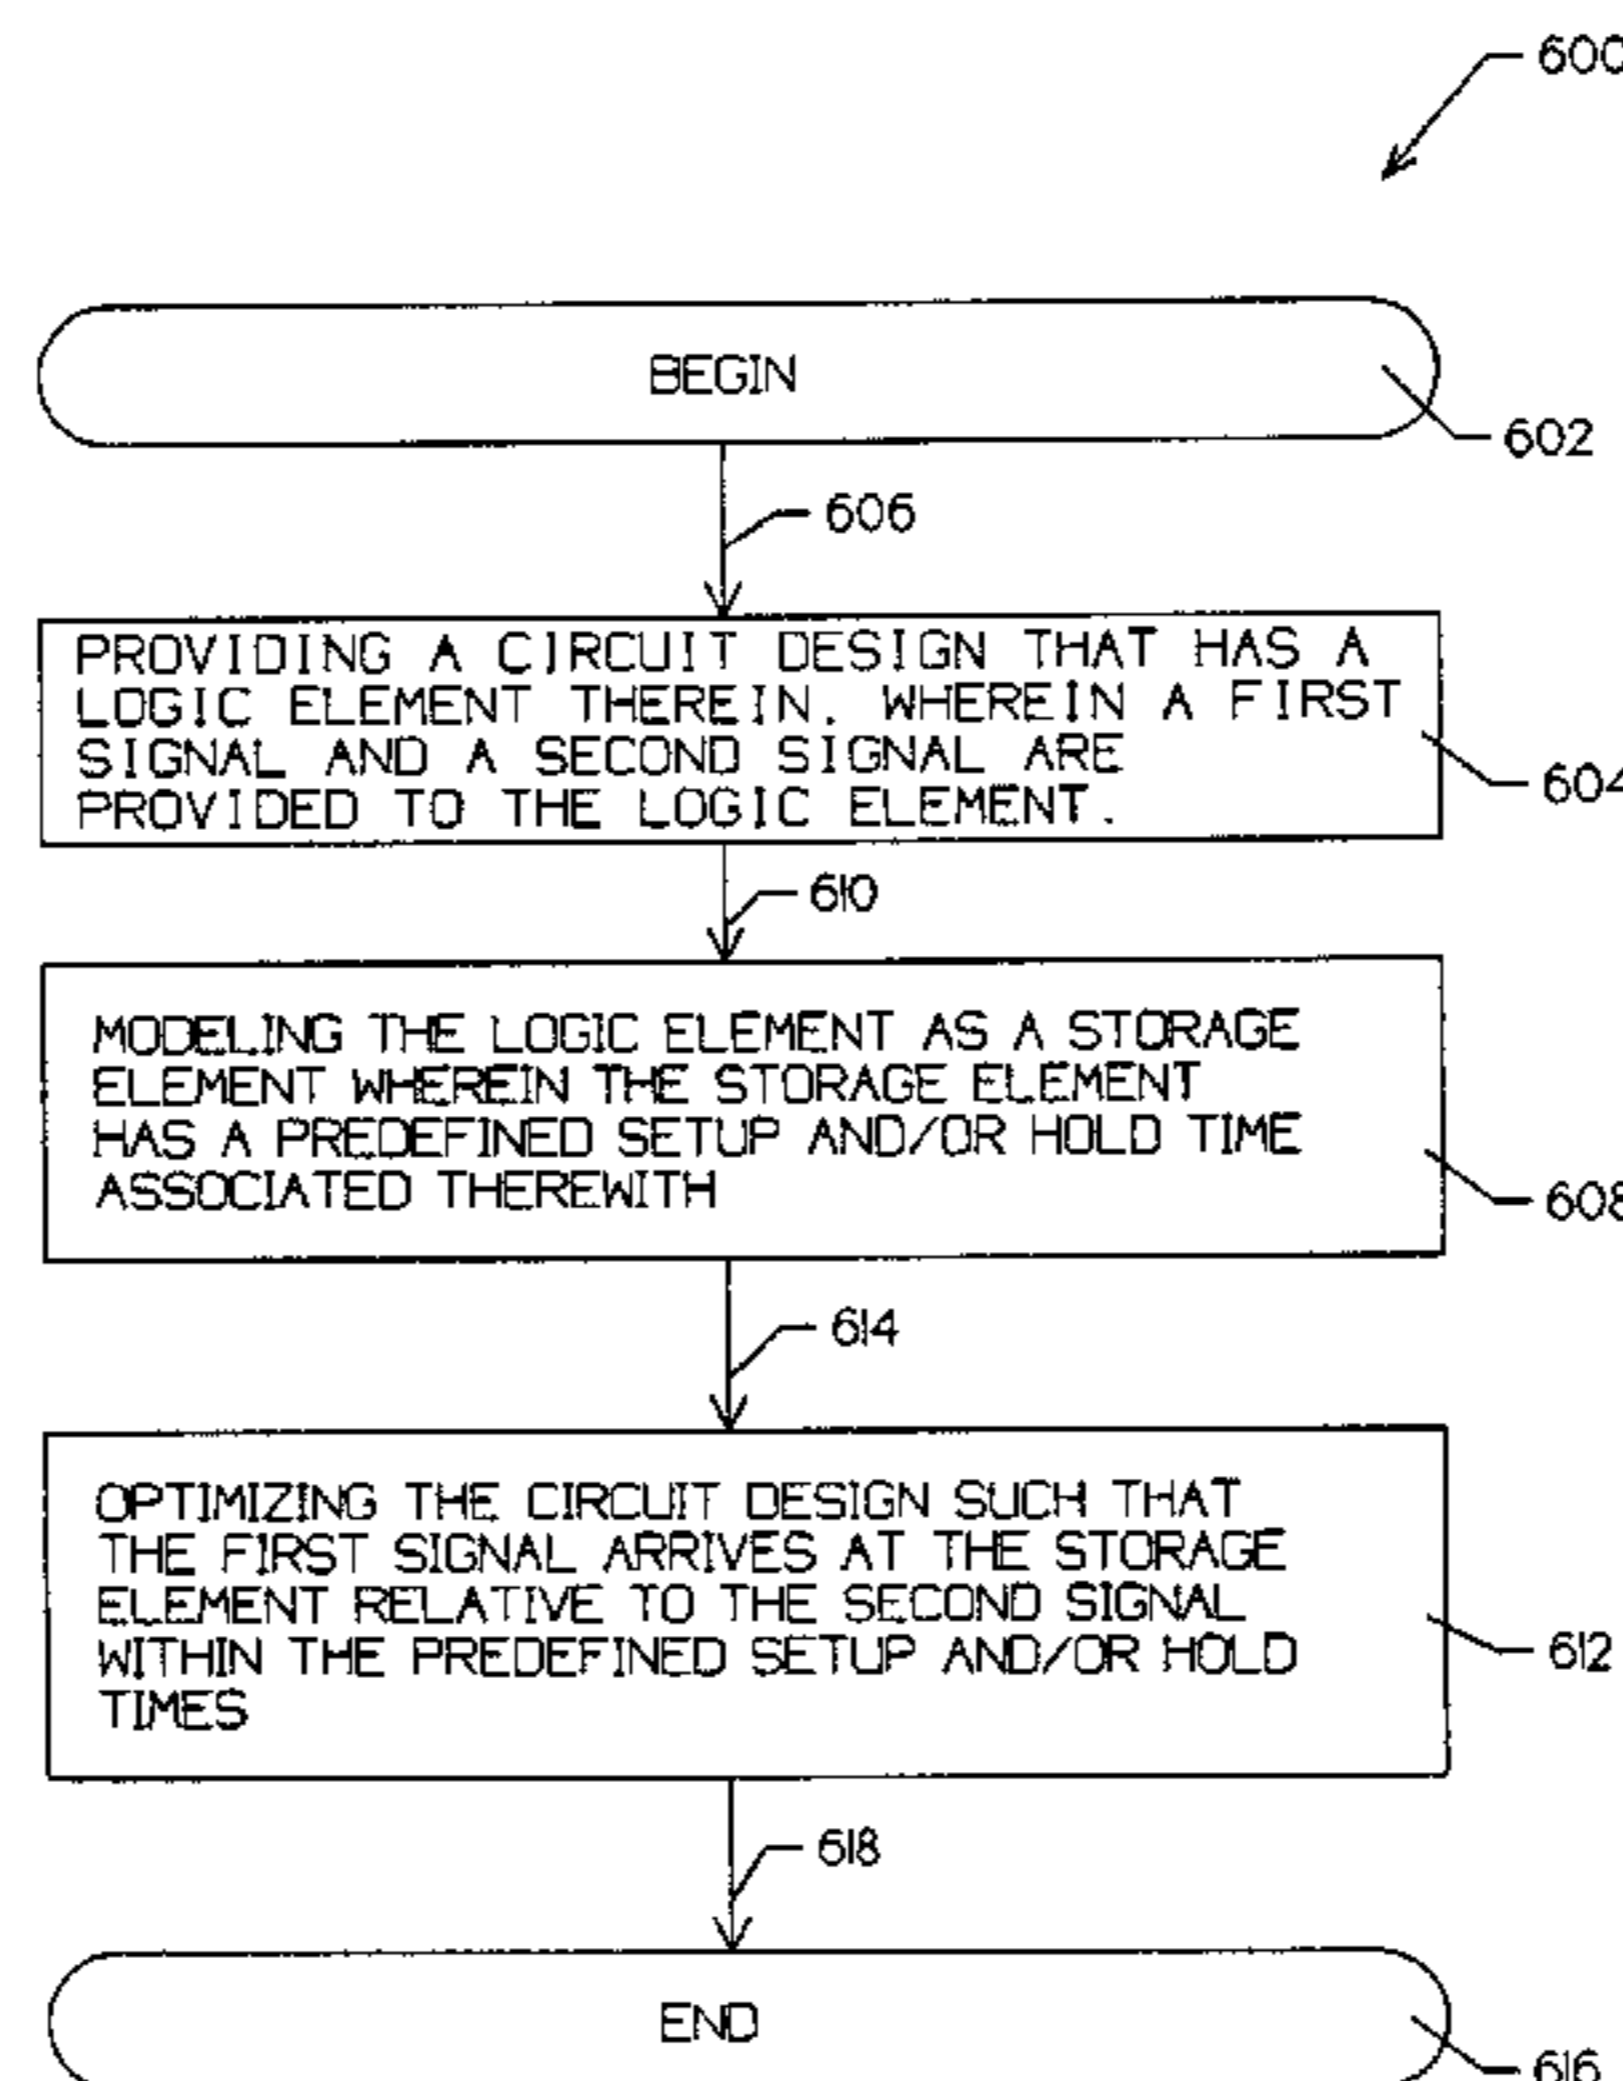 600
BEGIN
602
606
PROVIDING A CIRCUIT DESIGN THAT HAS A
LOGIC ELEMENT THEREIN. WHEREIN A FIRST
SIGNAL AND A SECOND SIGNAL ARE
PROVIDED TO THE LOGIC ELEMENT.
604
610
MODELING THE LOGIC ELEMENT AS A STORAGE
ELEMENT WHEREIN THE STORAGE ELEMENT
HAS A PREDEFINED SETUP AND/OR HOLD TIME
ASSOCIATED THEREWITH
608
614
OPTIMIZING THE CIRCUIT DESIGN SUCH THAT
THE FIRST SIGNAL ARRIVES AT THE STORAGE
ELEMENT RELATIVE TO THE SECOND SIGNAL
WITHIN THE PREDEFINED SETUP AND/OR HOLD
TIMES
612
618
END
616